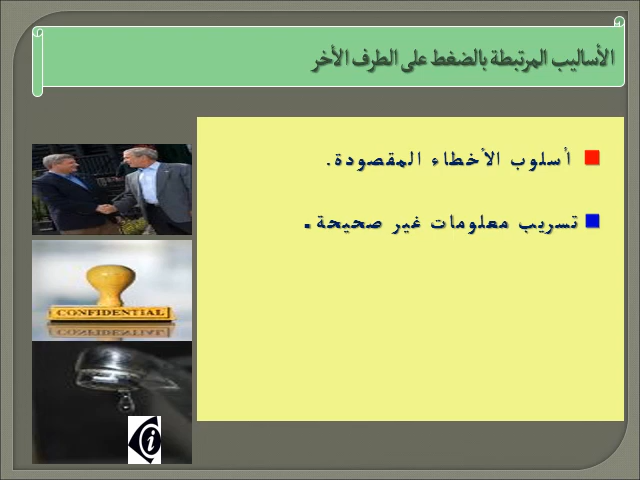 الأساليب المرتبطة بالضغط على الطرف الأخر
أسلوب الأخطاء المقصودة.
تسريب معلومات غير صحيحة.
CONFIDENTIAL
i